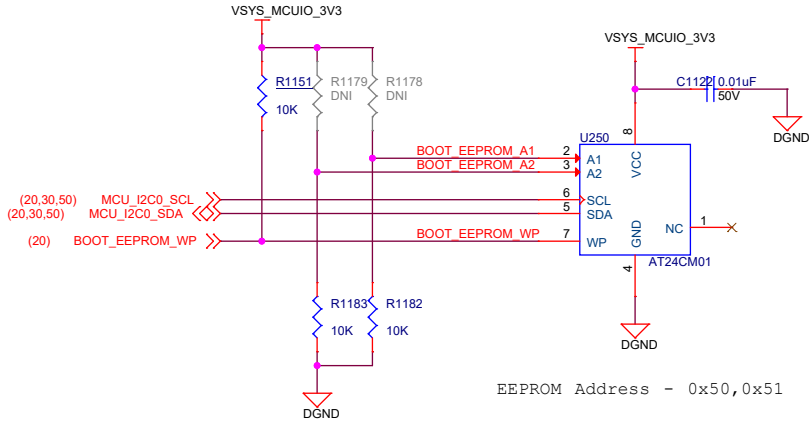 VSYS_MCUIO_3V3
VSYS_MCUIO_3V3
R1151
R1179
R1178
10K
DNI
DNI
C1122 0.01uF
50V
DGND
U250
8
VCC
BOOT_EEPROM_A1
2
A1
BOOT_EEPROM_A2
3
A2
(20,30,50) MCU_I2C0_SCL
6
SCL
(20,30,50) MCU_I2C0_SDA
5
SDA
NC
1
(20) BOOT_EEPROM_WP
BOOT_EEPROM_WP
7
WP
GND
4
AT24CM01
R1183
R1182
10K
10K
DGND
DGND
EEPROM Address - 0x50,0x51